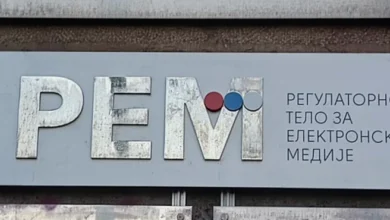 РЕМ
РЕГУЛАТОРНО
ТЕЛО ЗА
ЕЛЕКТРОНСК
МЕДИЈЕ